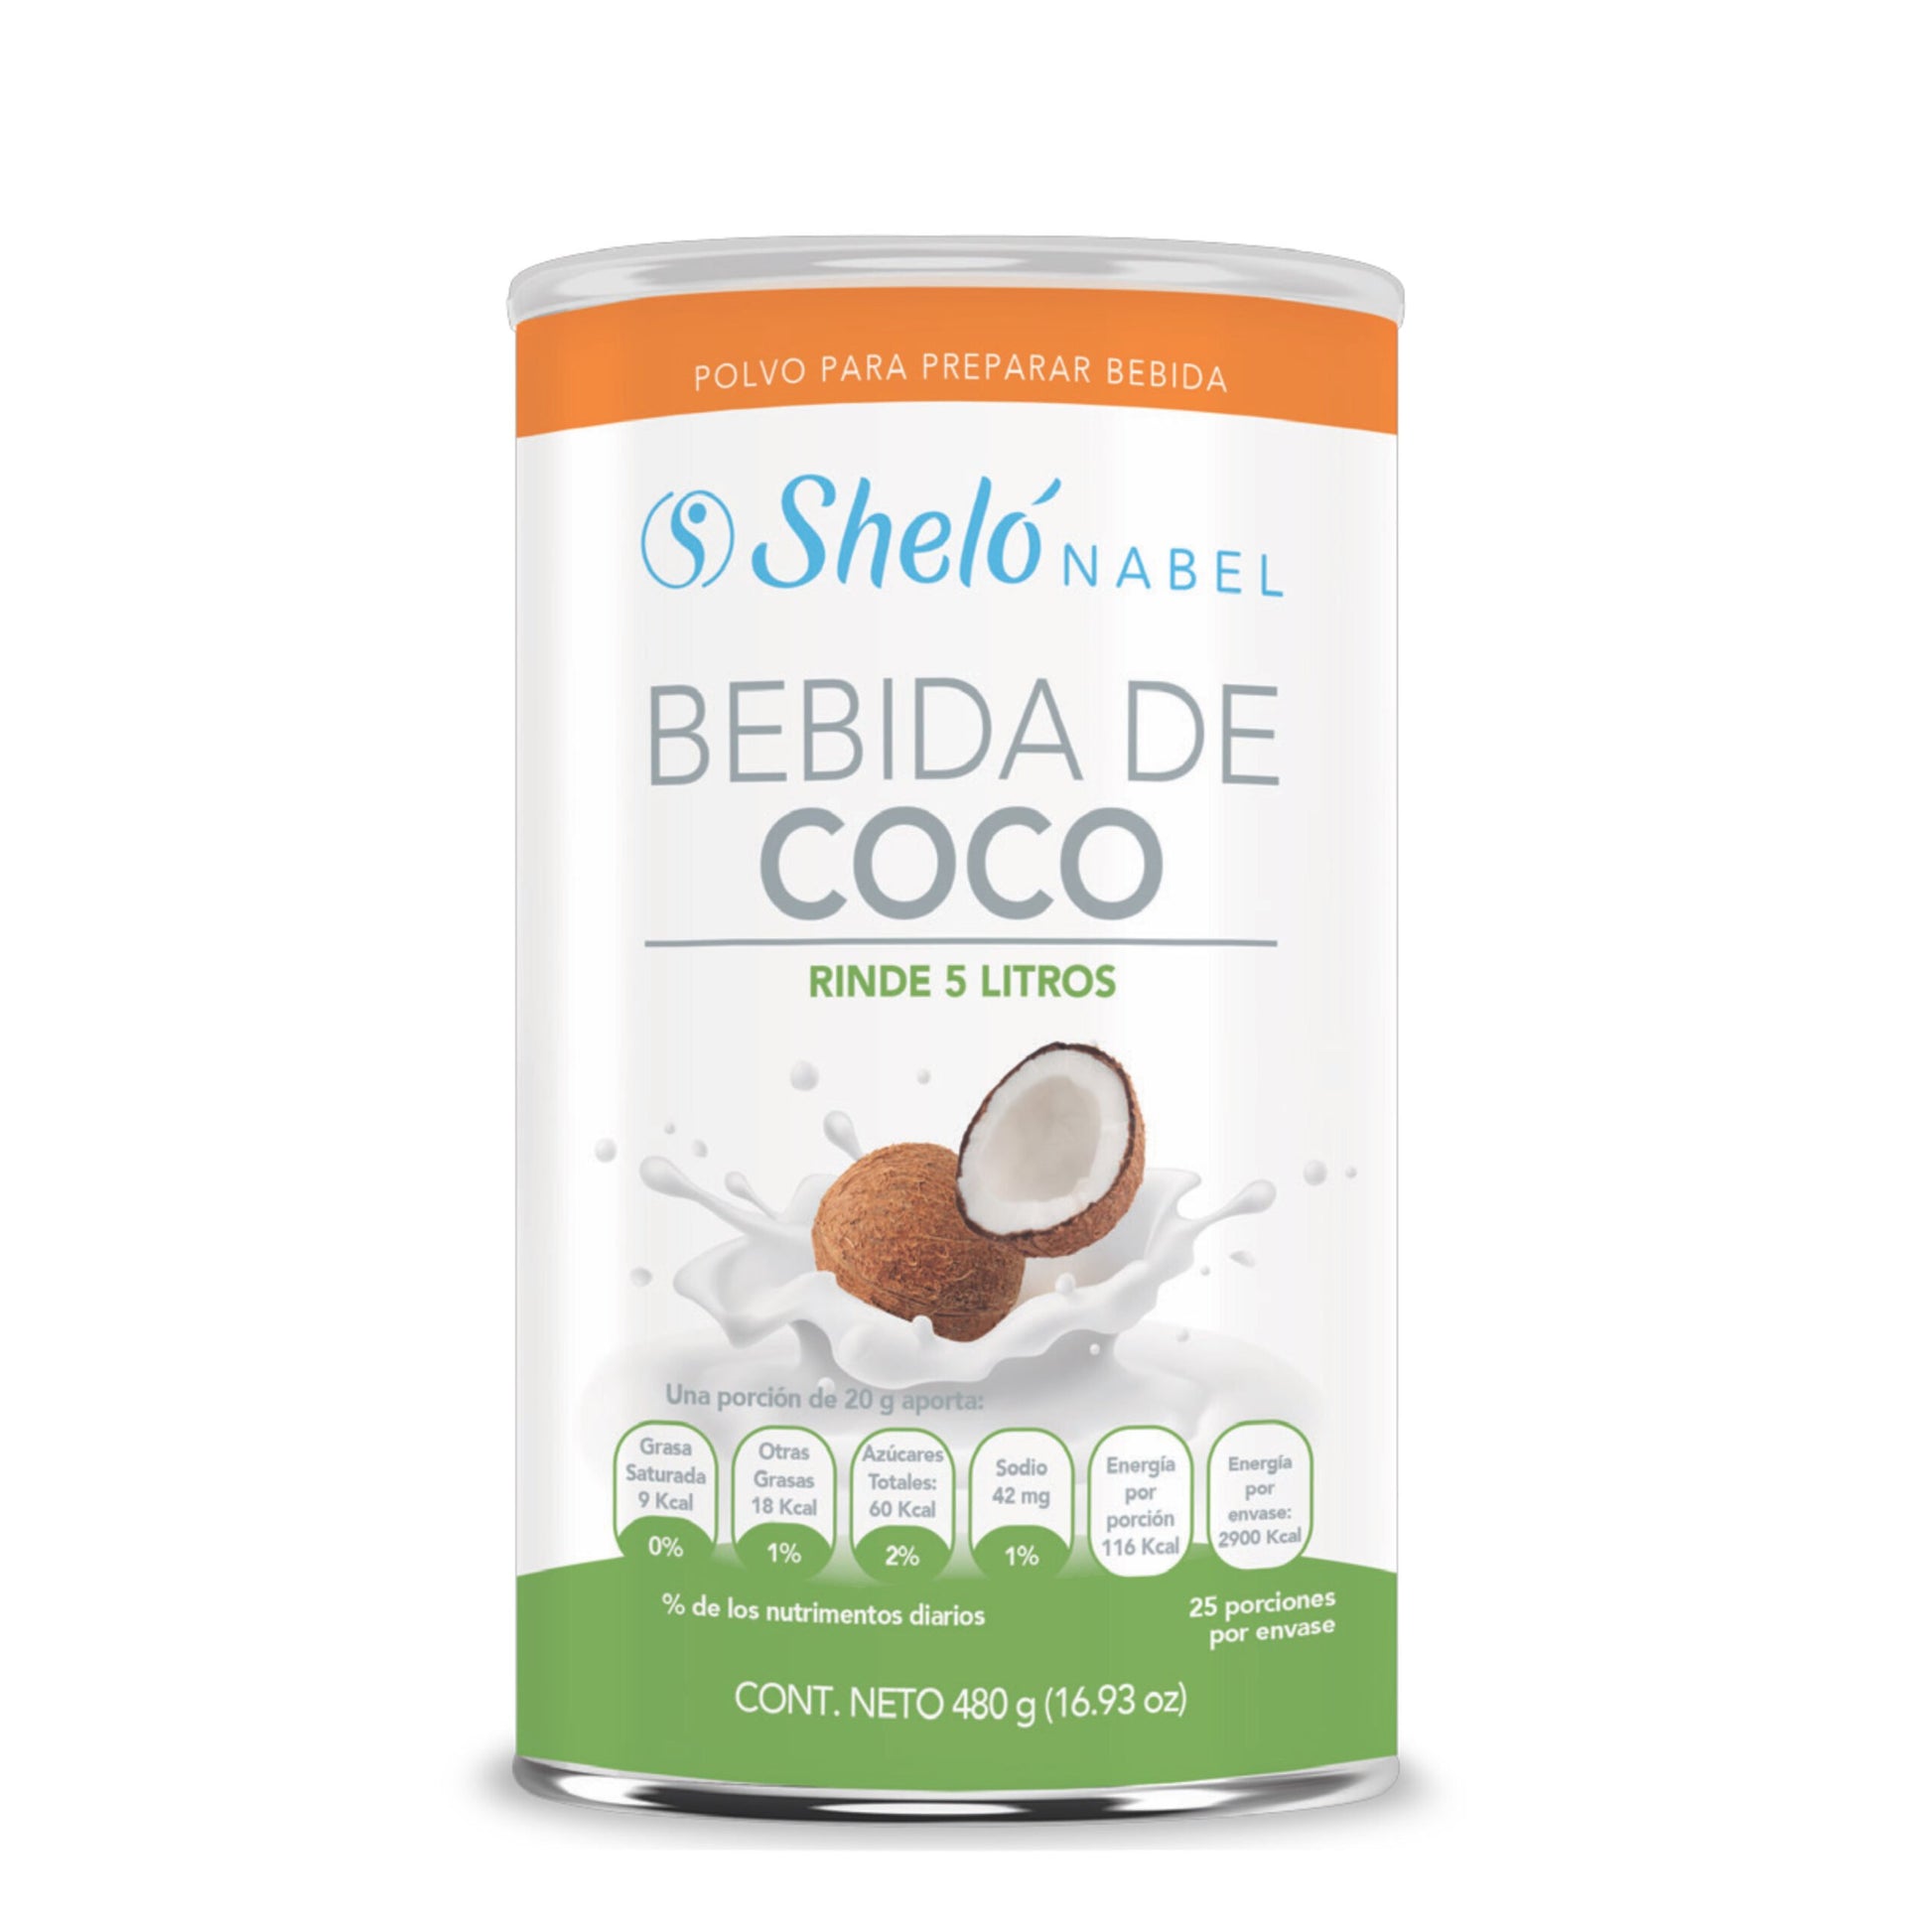 POLVO PARA PREPARAR BEBIDA
Sheló NABEL
BEBIDA DE
COCO
RINDE 5 LITROS
Una porción de 20 g aporta:
Grasa
Saturada
9 Kcal
0%
Otras
Grasas
18 Kcal
1%
Azúcares
Totales:
60 Kcal
2%
Sodio
42 mg
1%
Energía
por
porción
116 Kcal
Energía
por
envase:
2900 Kcal
% de los nutrimentos diarios
25 porciones
por envase
CONT. NETO 480 g (16.93 oz)